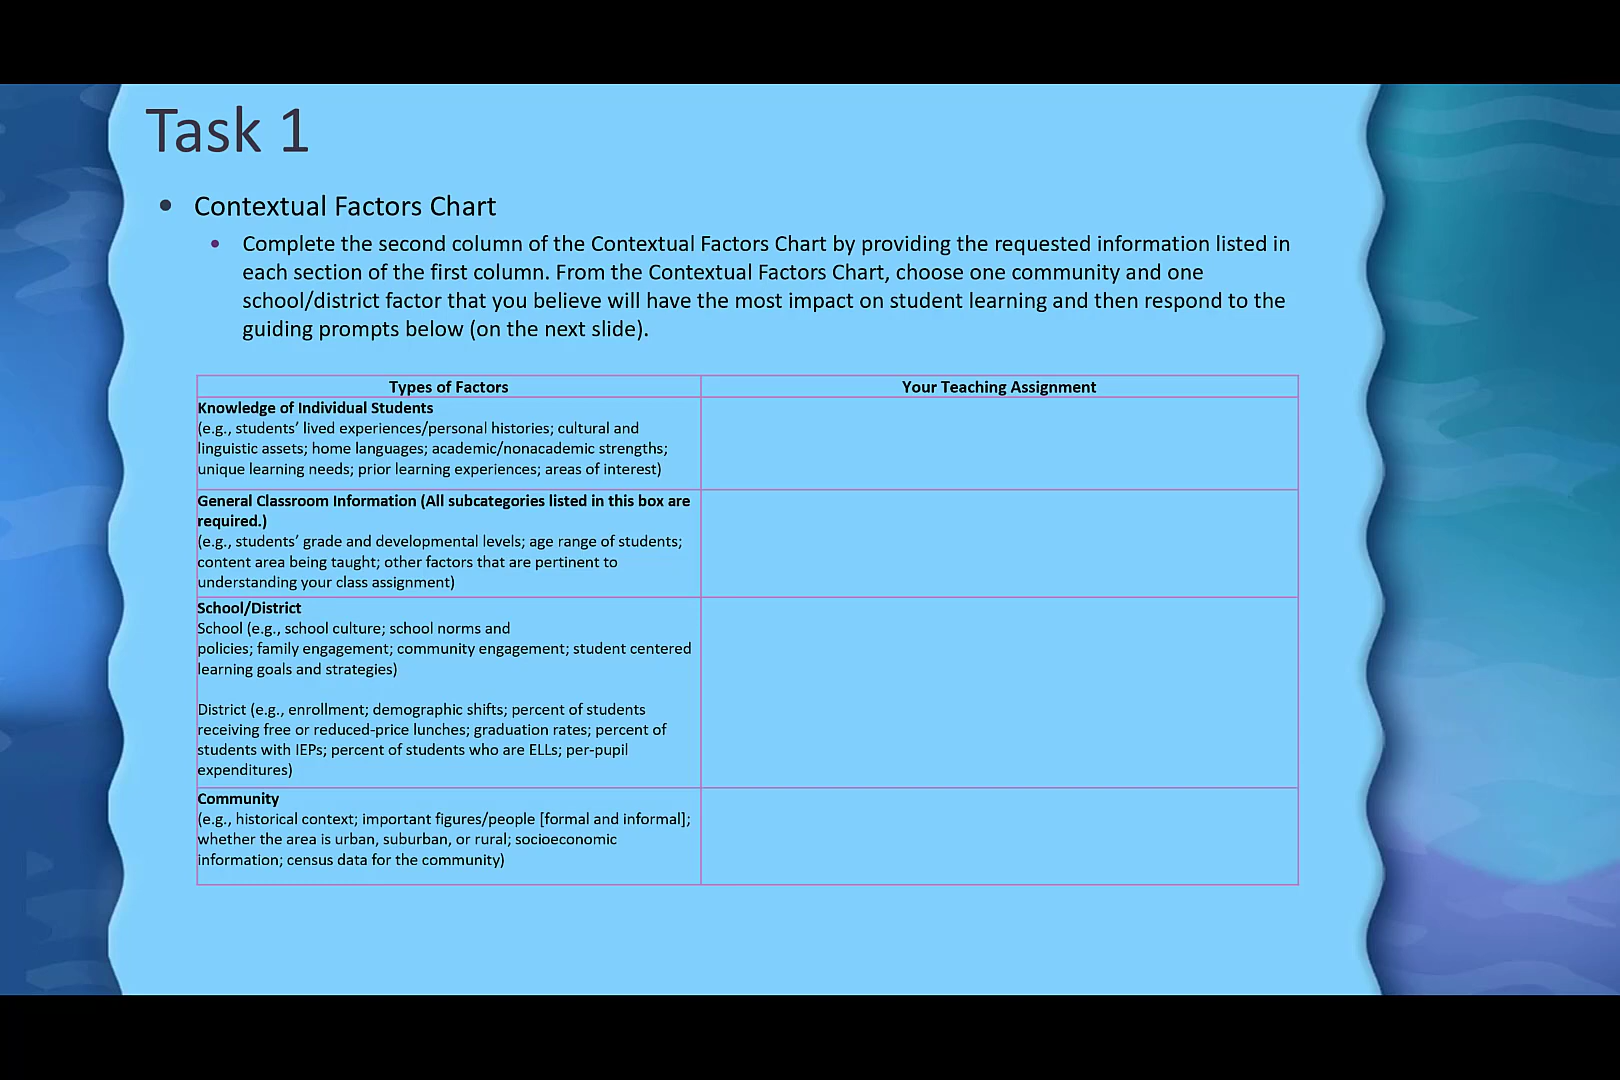 Task 1
• Contextual Factors Chart
• Complete the second column of the Contextual Factors Chart by providing the requested information listed in
each section of the first column. From the Contextual Factors Chart, choose one community and one
school/district factor that you believe will have the most impact on student learning and then respond to the
guiding prompts below (on the next slide).
Types of Factors
Your Teaching Assignment
Knowledge of Individual Students
(e.g., students’ lived experiences/personal histories; cultural and
linguistic assets; home languages; academic/nonacademic strengths;
unique learning needs; prior learning experiences; areas of interest)
General Classroom Information (All subcategories listed in this box are
required.)
(e.g., students’ grade and developmental levels; age range of students;
content area being taught; other factors that are pertinent to
understanding your class assignment)
School/District
School (e.g., school culture; school norms and
policies; family engagement; community engagement; student centered
learning goals and strategies)
District (e.g., enrollment; demographic shifts; percent of students
receiving free or reduced-price lunches; graduation rates; percent of
students with IEPs; percent of students who are ELLs; per-pupil
expenditures)
Community
(e.g., historical context; important figures/people [formal and informal];
whether the area is urban, suburban, or rural; socioeconomic
information; census data for the community)